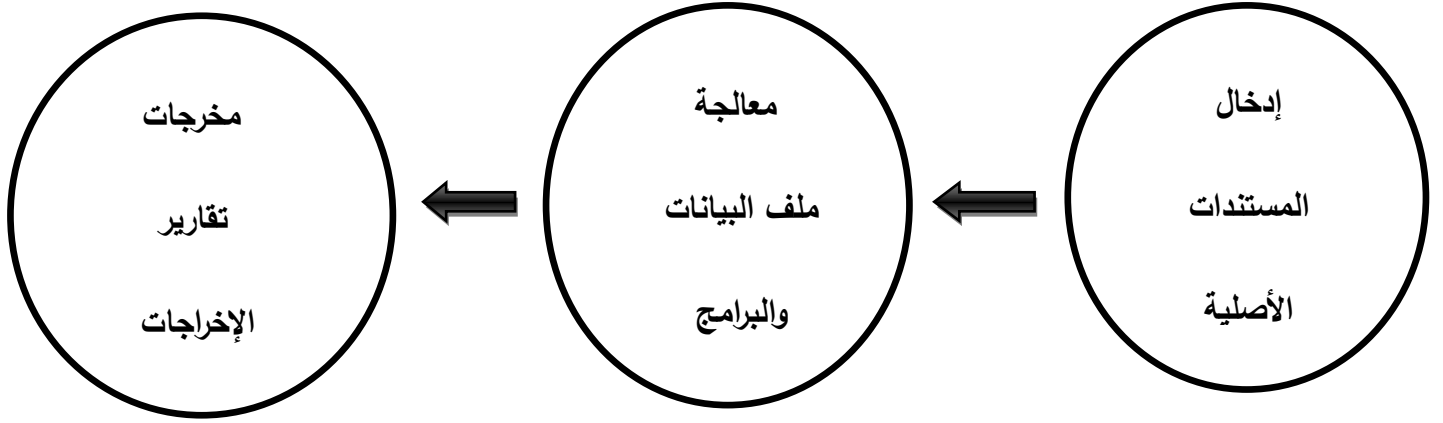 إدخال
المستندات
الأصلية
معالجة
ملف البيانات
والبرامج
مخرجات
تقارير
الإخراجات